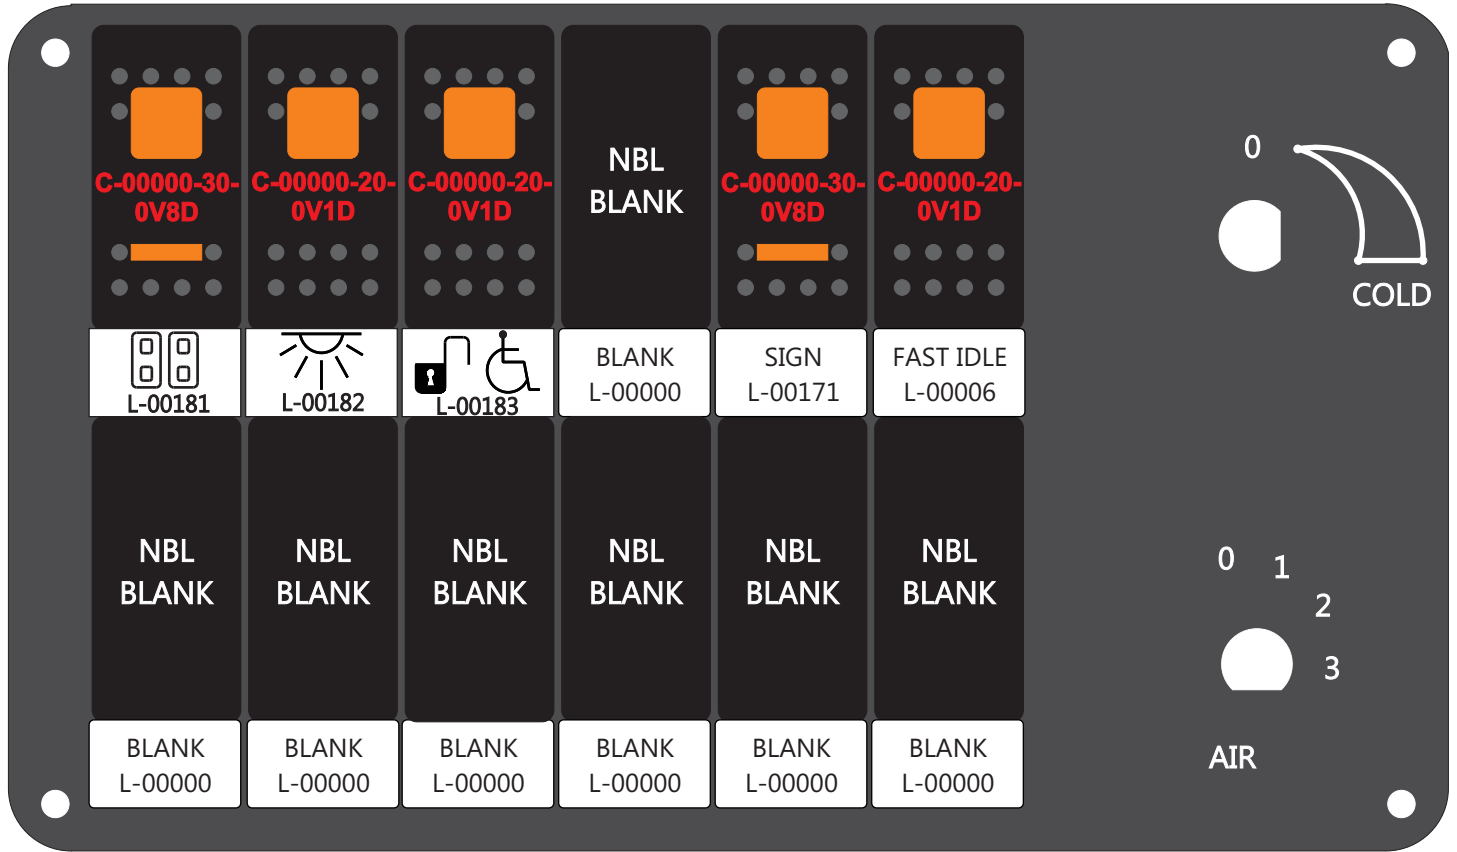 C-00000-30-
0V8D
C-00000-20-
0V1D
C-00000-20-
0V1D
NBL
BLANK
C-00000-30-
0V8D
C-00000-20-
0V1D
L-00181
L-00182
L-00183
BLANK
L-00000
SIGN
L-00171
FAST IDLE
L-00006
NBL
BLANK
NBL
BLANK
NBL
BLANK
NBL
BLANK
NBL
BLANK
NBL
BLANK
BLANK
L-00000
BLANK
L-00000
BLANK
L-00000
BLANK
L-00000
BLANK
L-00000
BLANK
L-00000
0
COLD
0
1
2
3
AIR